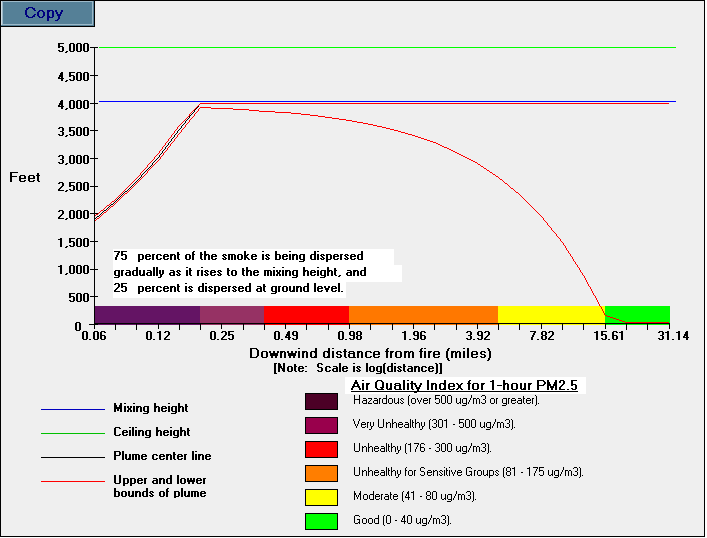 Copy
5,000
4,500
4,000
3,500
3,000
2,500
2,000
1,500
1,000
500
0
Feet
75 percent of the smoke is being dispersed
gradually as it rises to the mixing height, and
25 percent is dispersed at ground level.
0.06 0.12 0.25 0.49 0.98 1.96 3.92 7.82 15.61 31.14
Downwind distance from fire (miles)
[Note: Scale is log(distance)]
Mixing height
Ceiling height
Plume center line
Upper and lower
bounds of plume
Air Quality Index for 1-hour PM2.5
Hazardous (over 500 ug/m3 or greater).
Very Unhealthy (301 - 500 ug/m3).
Unhealthy (176 - 300 ug/m3).
Unhealthy for Sensitive Groups (81 - 175 ug/m3).
Moderate (41 - 80 ug/m3).
Good (0 - 40 ug/m3).